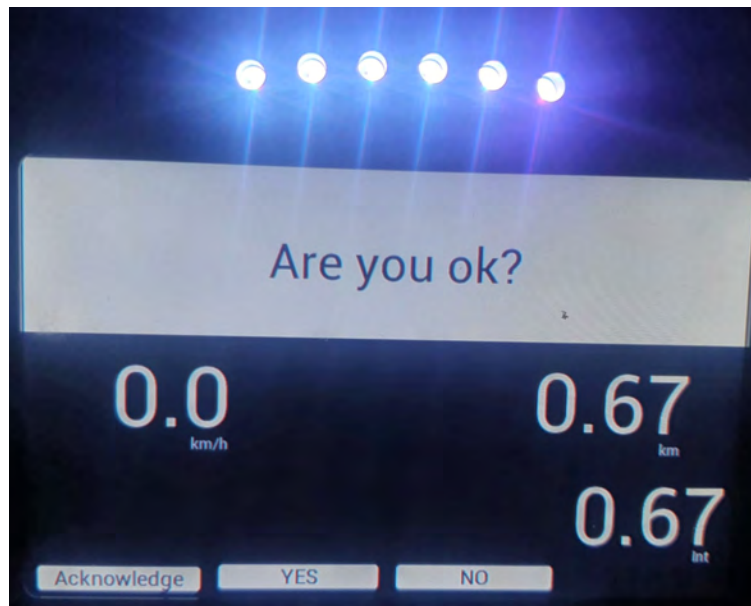 Are you ok?
0.0
km/h
0.67
km
0.67
Int
Acknowledge
YES
NO